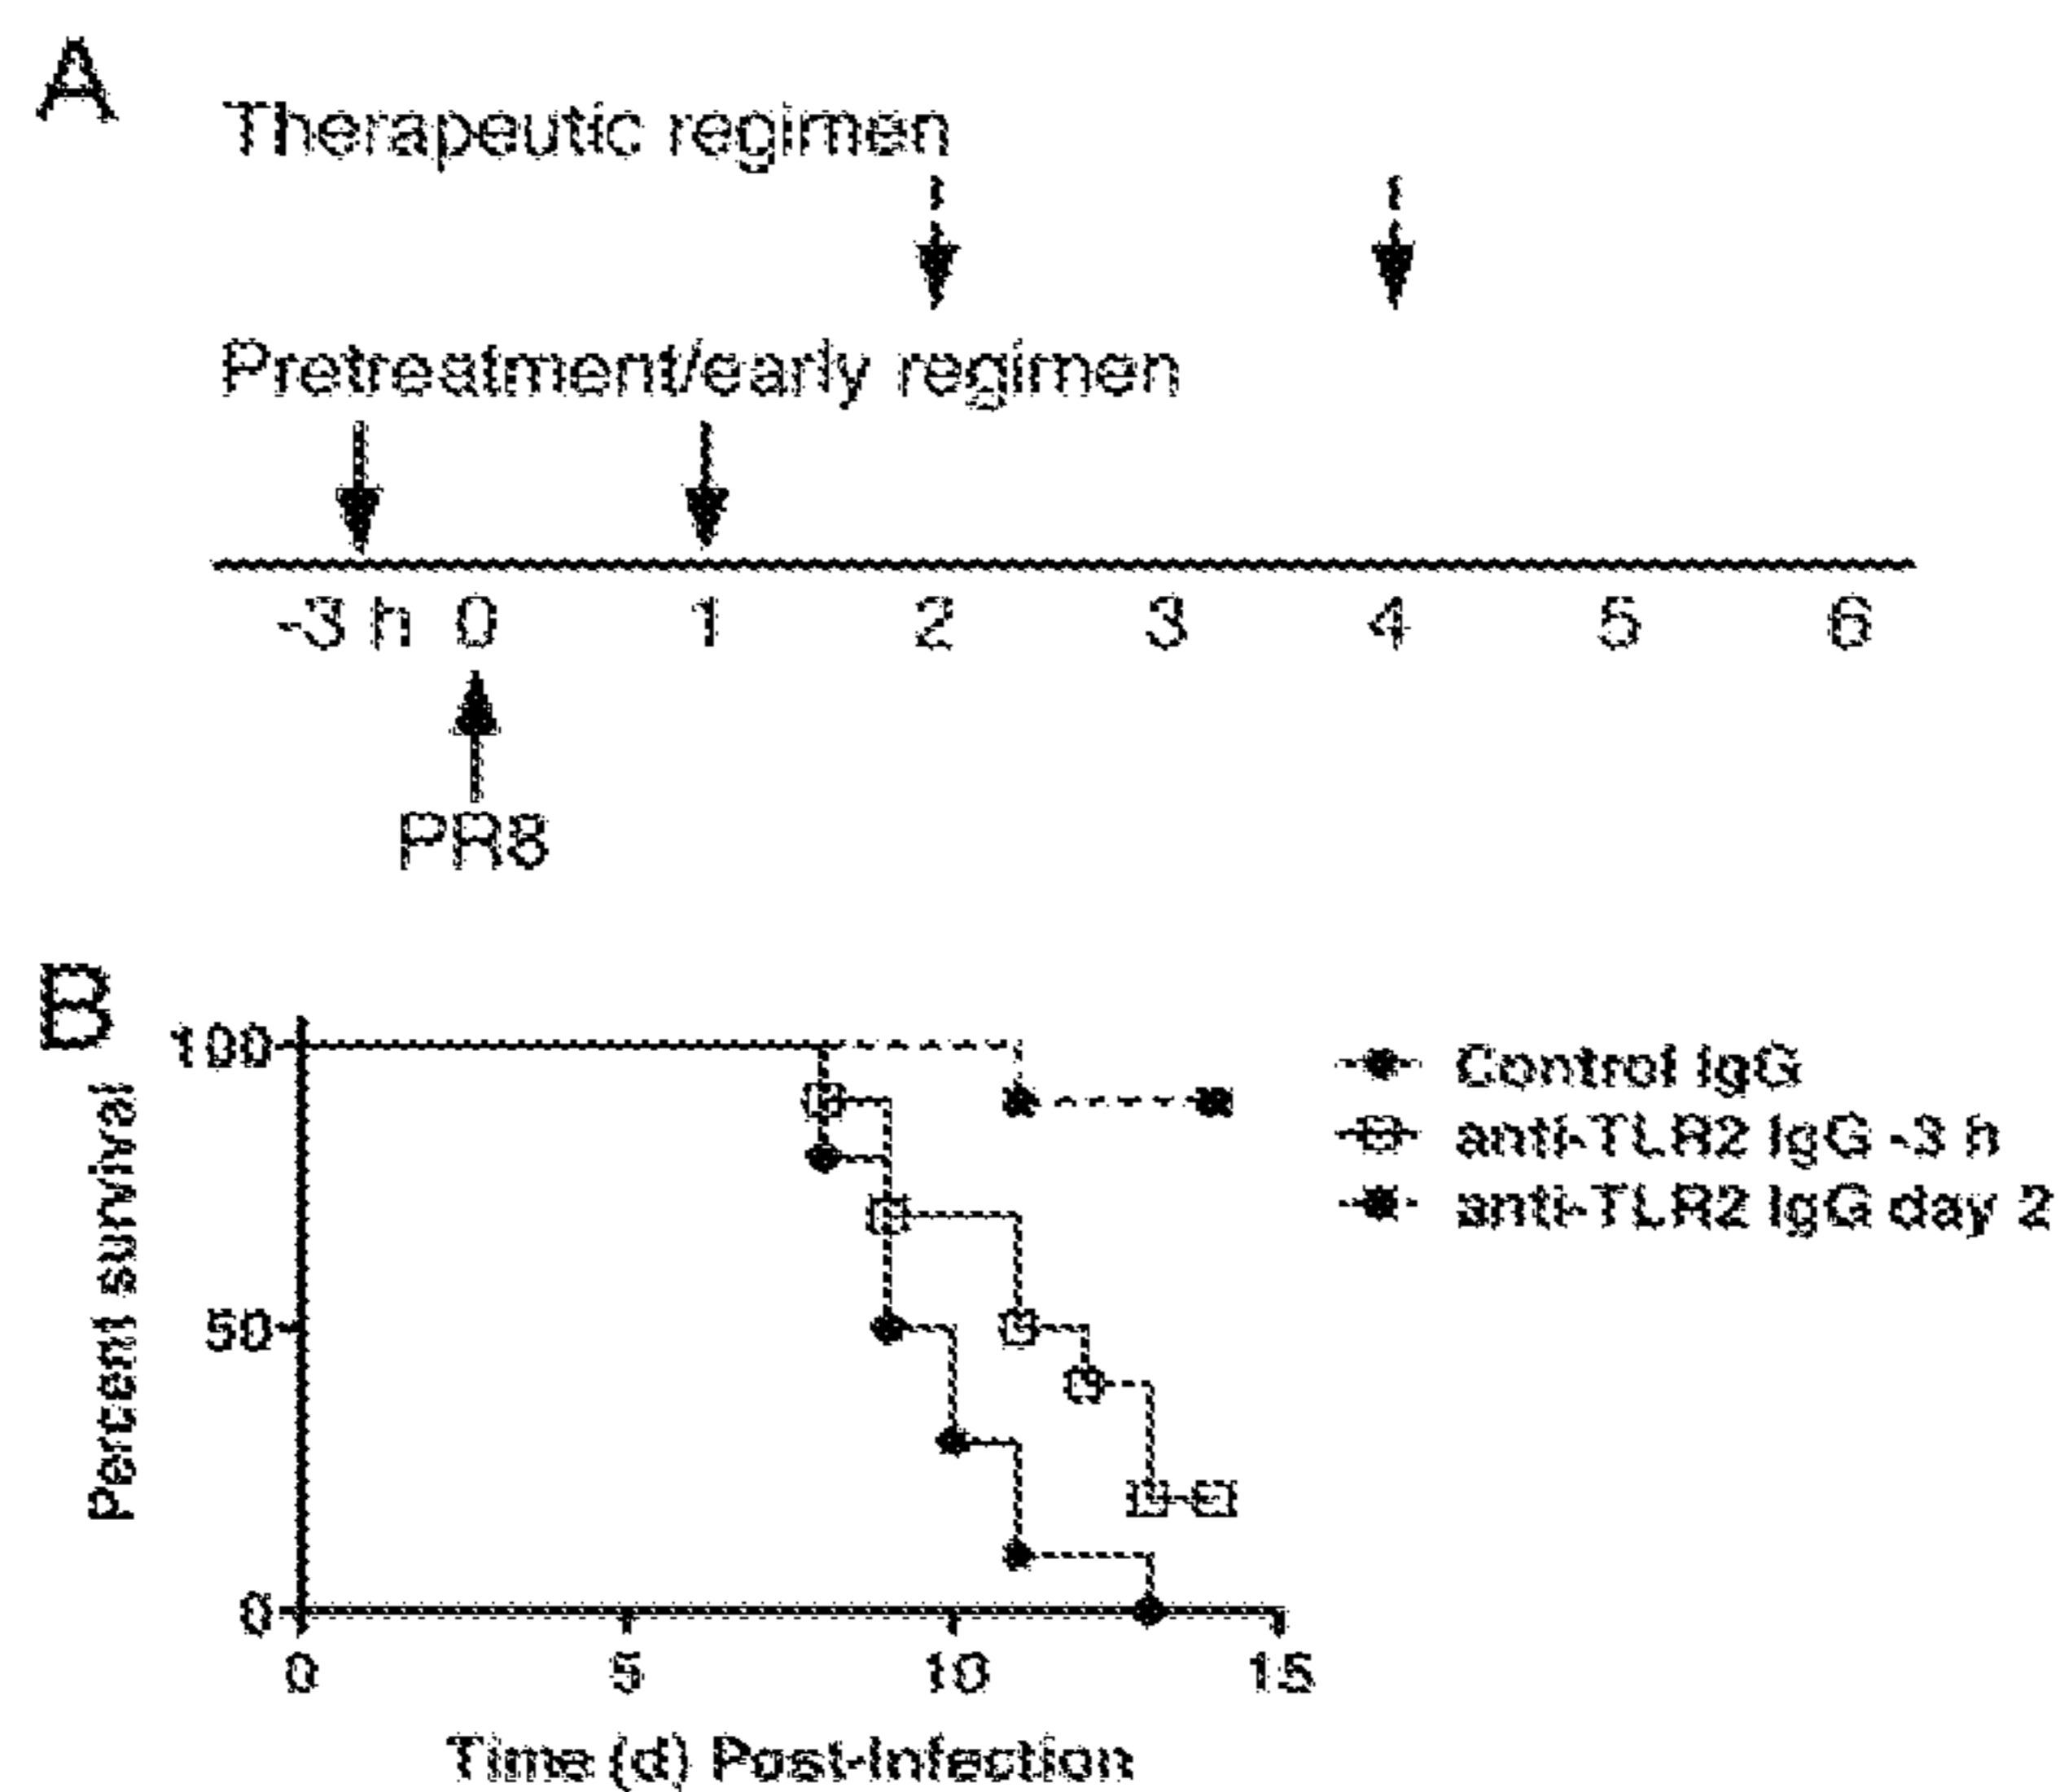 A
Therapeutic regimen
Pretreatment/early regimen
-3 h 0 1 2 3 4 5 6
PR8
B
Percent survival
100
50
0
0 5 10 15
Time (d) Post-Infection
Control IgG
anti-TLR2 IgG -3 h
anti-TLR2 IgG day 2